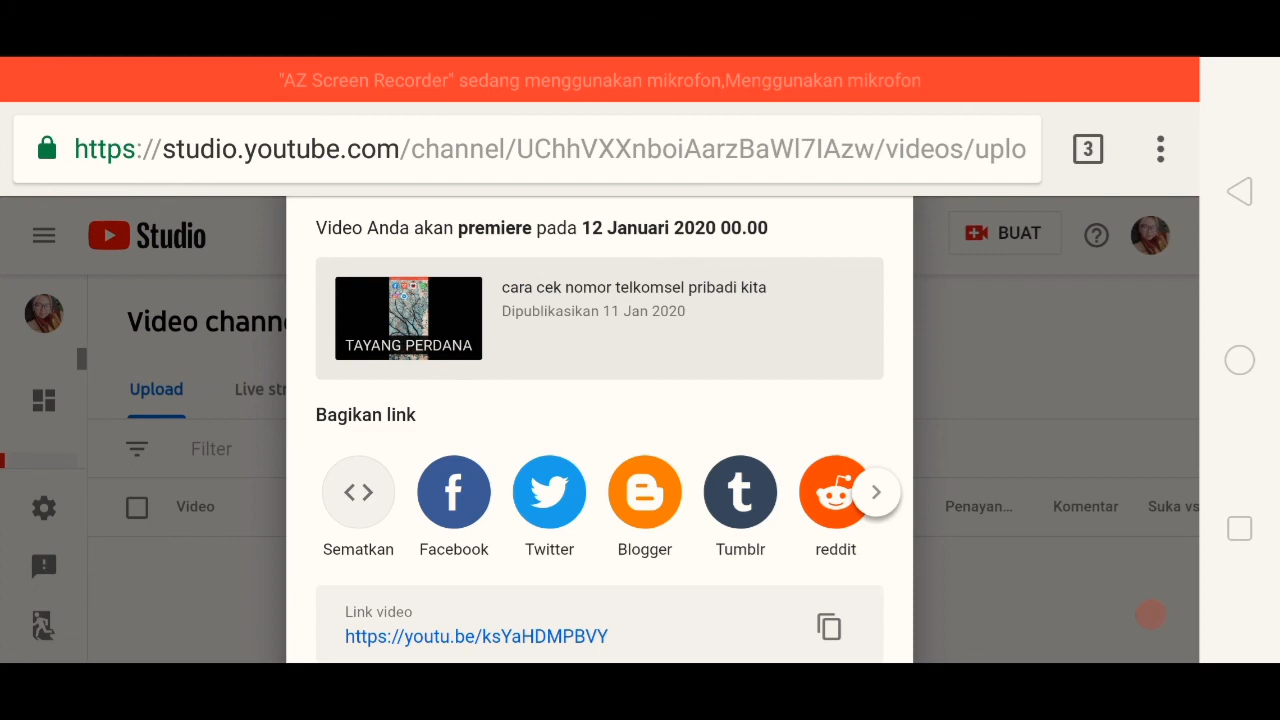 "AZ Screen Recorder" sedang menggunakan mikrofon,Menggunakan mikrofon
https://studio.youtube.com/channel/UChhVXXnboiAarzBaWl7IAzw/videos/uplo
3
Studio
BUAT
Video Anda akan premiere pada 12 Januari 2020 00.00
cara cek nomor telkomsel pribadi kita
Dipublikasikan 11 Jan 2020
TAYANG PERDANA
Video channe
Upload
Live str
Bagikan link
Filter
Video
Penayan...
Komentar
Suka vs
Sematkan
Facebook
Twitter
Blogger
Tumblr
reddit
Link video
https://youtu.be/ksYaHDMPBVY